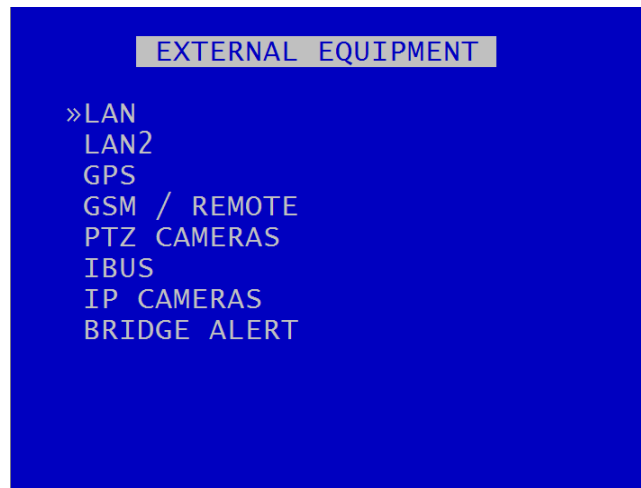 EXTERNAL EQUIPMENT
»LAN
LAN2
GPS
GSM / REMOTE
PTZ CAMERAS
IBUS
IP CAMERAS
BRIDGE ALERT